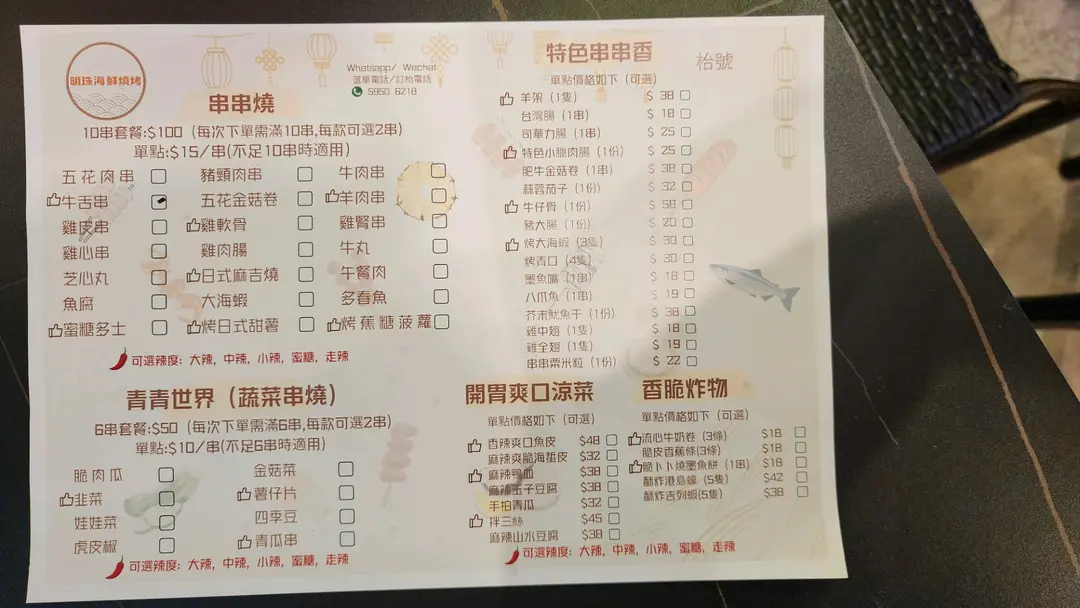 明珠海鮮燒烤
Whatsapp/ Wechat
落單電話/訂枱電話
5950 6218
串串燒
10串套餐:$100（每次下單需滿10串,每款可選2串）
單點:$15/串(不足10串時適用)
五花肉串 豬頸肉串 牛肉串
牛舌串 五花金菇卷 羊肉串
雞皮串 雞軟骨 雞腎串
雞心串 雞肉腸 牛丸
芝心丸 日式麻吉燒 午餐肉
魚腐 大海蝦 多春魚
蜜糖多士 烤日式甜薯 烤蕉糖菠蘿
可選辣度: 大辣, 中辣, 小辣, 蜜糖, 走辣
青青世界（蔬菜串燒）
6串套餐:$50（每次下單需滿6串,每款可選2串）
單點:$10/串(不足6串時適用)
脆肉瓜 金菇菜
韭菜 薯仔片
娃娃菜 四季豆
虎皮椒 青瓜串
可選辣度: 大辣, 中辣, 小辣, 蜜糖, 走辣
特色串串香
枱號
單點價格如下（可選）
羊架（1隻） $ 38
台灣腸（1串） $ 18
司華力腸（1串） $ 25
特色小臘肉腸（1份） $ 25
肥牛金菇卷（1串） $ 38
蒜蓉茄子（1份） $ 32
牛仔骨（1份） $ 58
豬大腸（1份） $ 20
烤大海蝦（3隻） $ 30
烤青口（4隻） $ 30
墨魚嘴（1串） $ 18
八爪魚（1串） $ 19
芥末魷魚干（1份） $ 38
雞中翅（1隻） $ 18
雞全翅（1隻） $ 19
串串粟米粒（1份） $ 22
開胃爽口涼菜
單點價格如下（可選）
香辣爽口魚皮 $48
麻辣爽脆海蜇皮 $32
麻辣鴨血 $38
麻辣玉子豆腐 $38
手拍青瓜 $32
拌三絲 $45
麻辣山水豆腐 $38
可選辣度: 大辣, 中辣, 小辣, 蜜糖, 走辣
香脆炸物
單點價格如下（可選）
流心牛奶卷（3條） $18
脆皮香蕉條(3條) $18
脆卜卜燒墨魚餅（1串） $18
酥炸港島蠔（5隻） $42
酥炸吉列蝦(5隻) $38